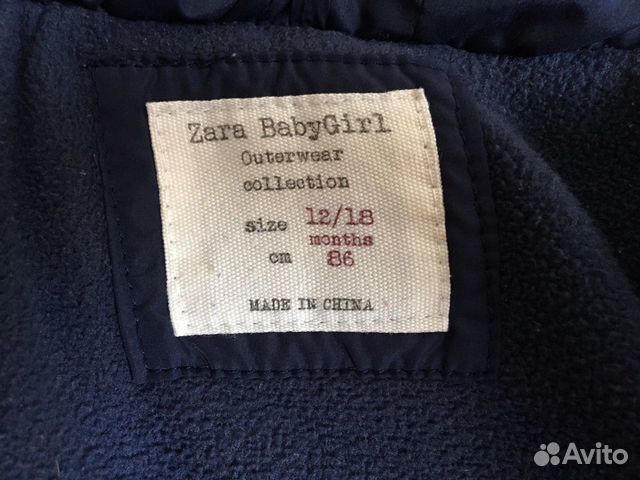 Zara BabyGirl
Outerwear
collection
size 12/18
months
cm 86
MADE IN CHINA
Avito